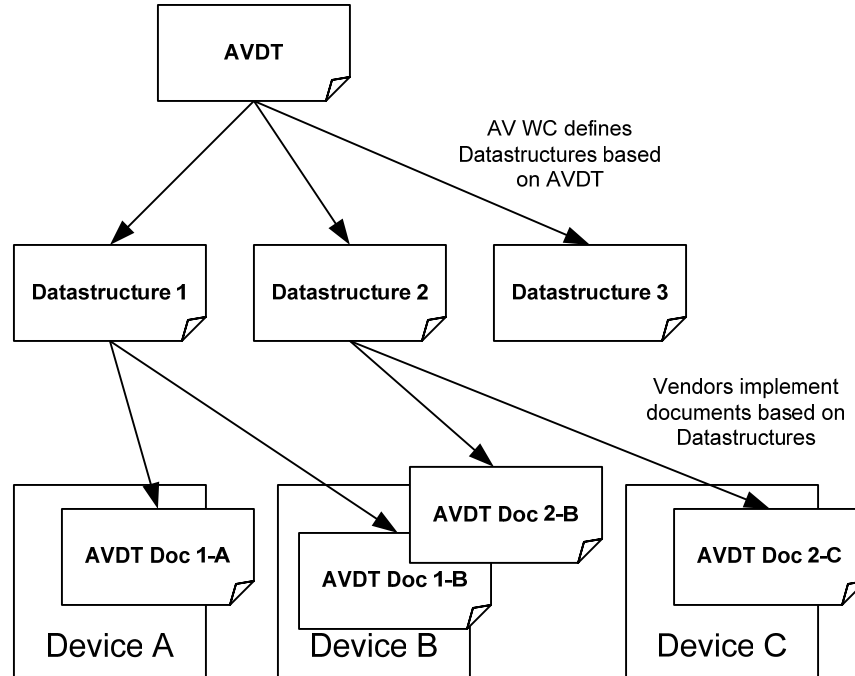 AVDT
AV WC defines
Datastructures based
on AVDT
Datastructure 1
Datastructure 2
Datastructure 3
Vendors implement
documents based on
Datastructures
AVDT Doc 1-A
AVDT Doc 2-B
AVDT Doc 1-B
AVDT Doc 2-C
Device A
Device B
Device C